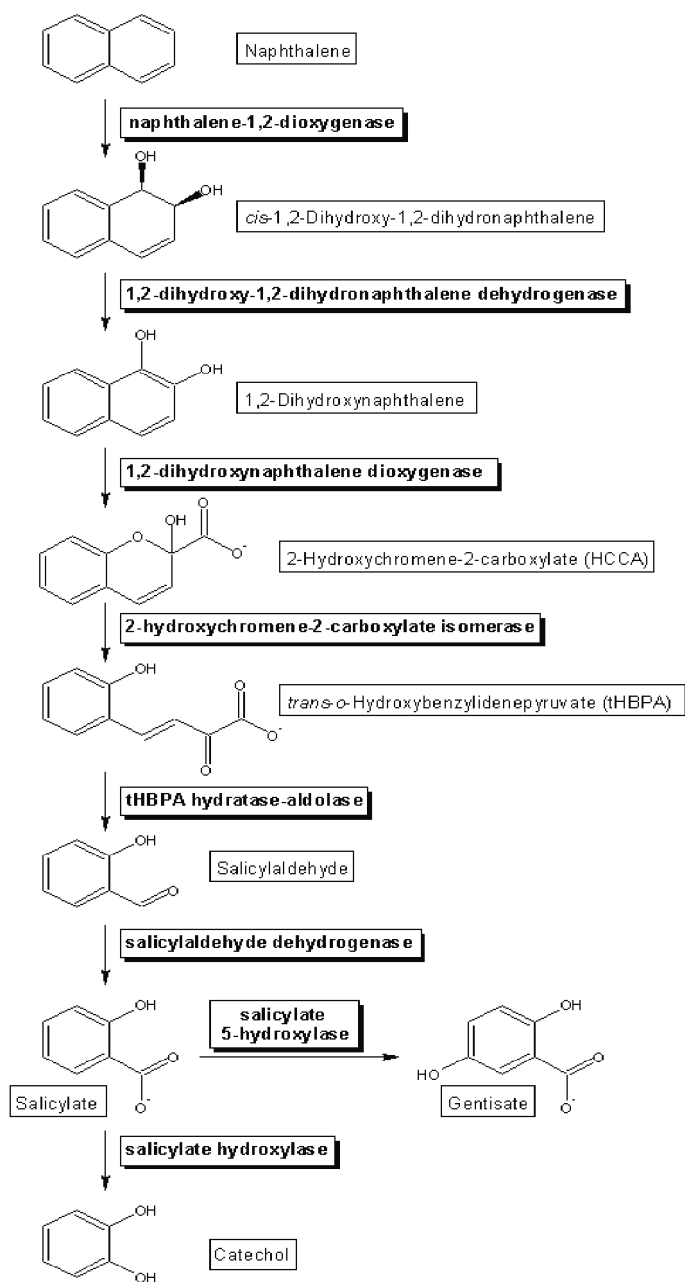 Naphthalene
naphthalene-1,2-dioxygenase
OH
OH
cis-1,2-Dihydroxy-1,2-dihydronaphthalene
1,2-dihydroxy-1,2-dihydronaphthalene dehydrogenase
OH
OH
1,2-Dihydroxynaphthalene
1,2-dihydroxynaphthalene dioxygenase
OH
O
O
O-
2-Hydroxychromene-2-carboxylate (HCCA)
2-hydroxychromene-2-carboxylate isomerase
OH
O
O-
O
trans-o-Hydroxybenzylidenepyruvate (tHBPA)
tHBPA hydratase-aldolase
OH
O
Salicylaldehyde
salicylaldehyde dehydrogenase
OH
O
O-
Salicylate
salicylate
5-hydroxylase
OH
HO
O
O-
Gentisate
salicylate hydroxylase
OH
OH
Catechol